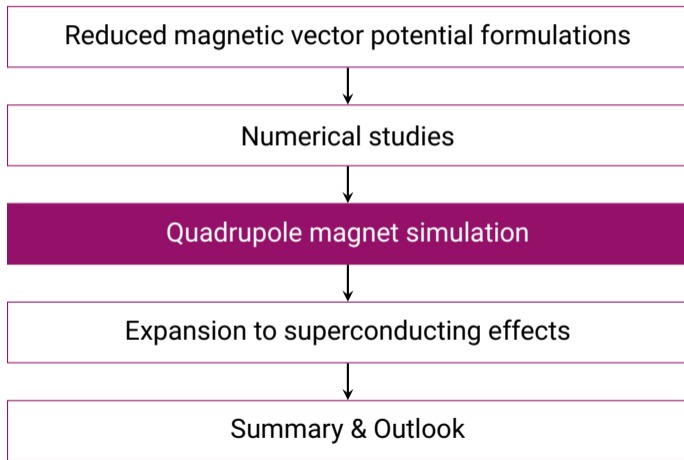 Reduced magnetic vector potential formulations
Numerical studies
Quadrupole magnet simulation
Expansion to superconducting effects
Summary & Outlook